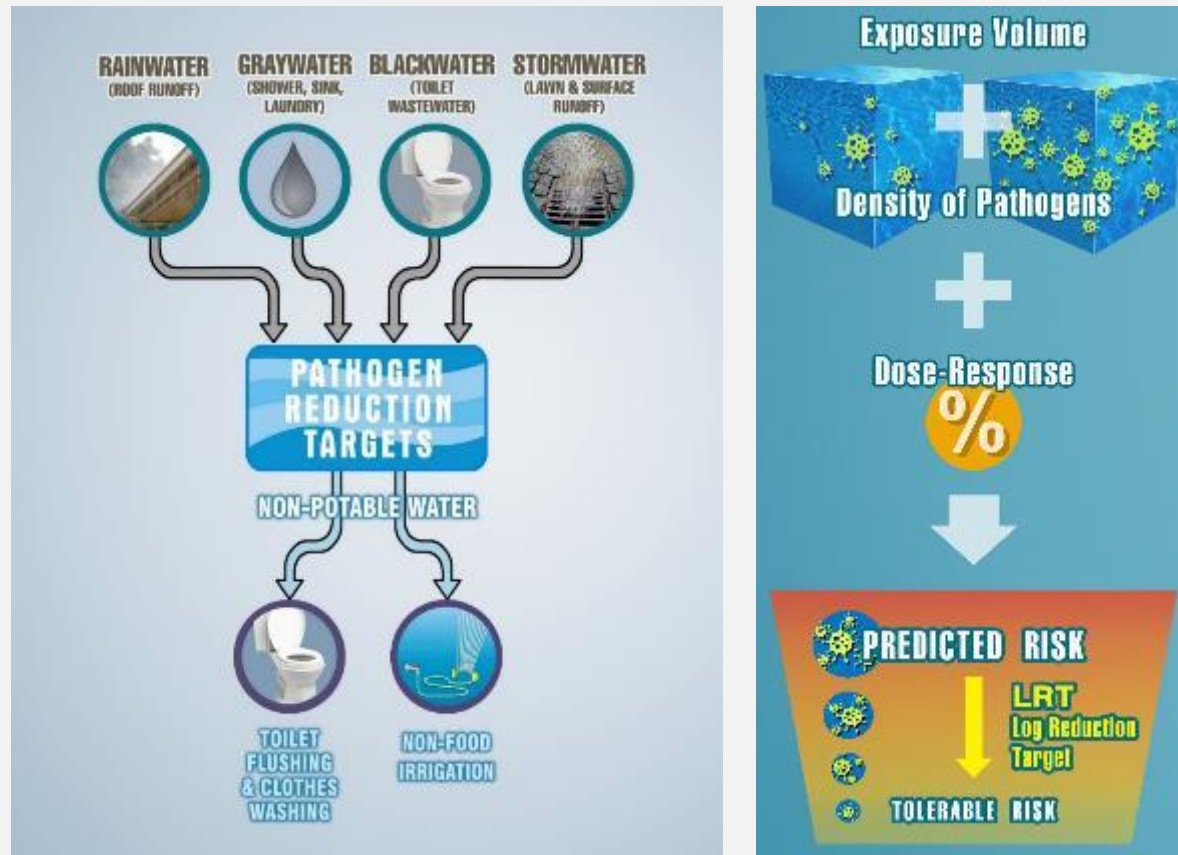 RAINWATER
(ROOF RUNOFF)
GRAYWATER
(SHOWER, SINK,
LAUNDRY)
BLACKWATER
(TOILET
WASTEWATER)
STORMWATER
(LAWN & SURFACE
RUNOFF)
PATHOGEN
REDUCTION
TARGETS
NON-POTABLE WATER
TOILET
FLUSHING
& CLOTHES
WASHING
NON-FOOD
IRRIGATION
Exposure Volume
+
Density of Pathogens
+
Dose-Response
%
PREDICTED RISK
LRT
Log Reduction
Target
TOLERABLE RISK